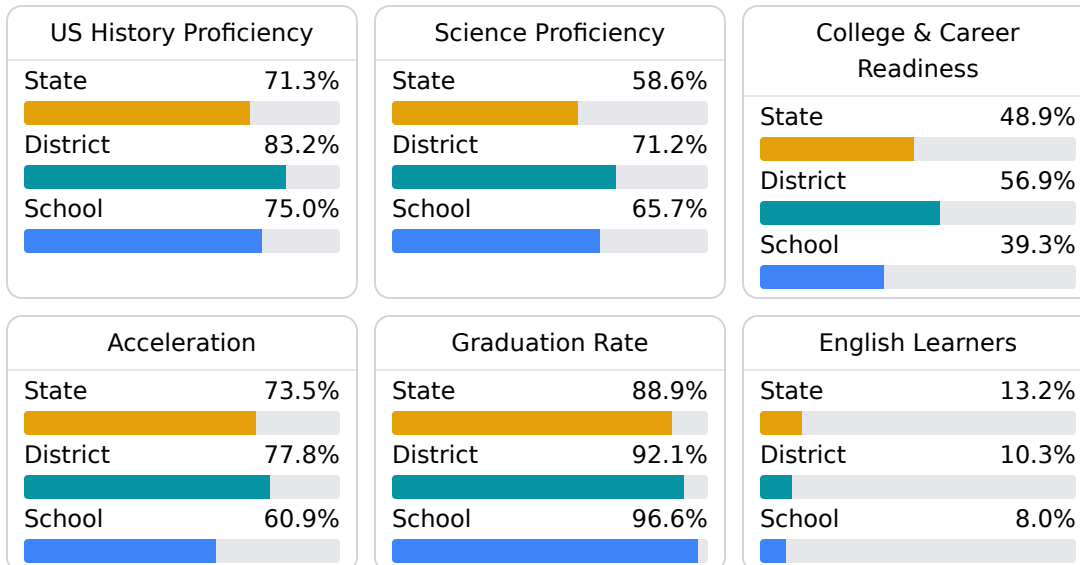 US History Proficiency
State 71.3%
District 83.2%
School 75.0%
Science Proficiency
State 58.6%
District 71.2%
School 65.7%
College & Career
Readiness
State 48.9%
District 56.9%
School 39.3%
Acceleration
State 73.5%
District 77.8%
School 60.9%
Graduation Rate
State 88.9%
District 92.1%
School 96.6%
English Learners
State 13.2%
District 10.3%
School 8.0%